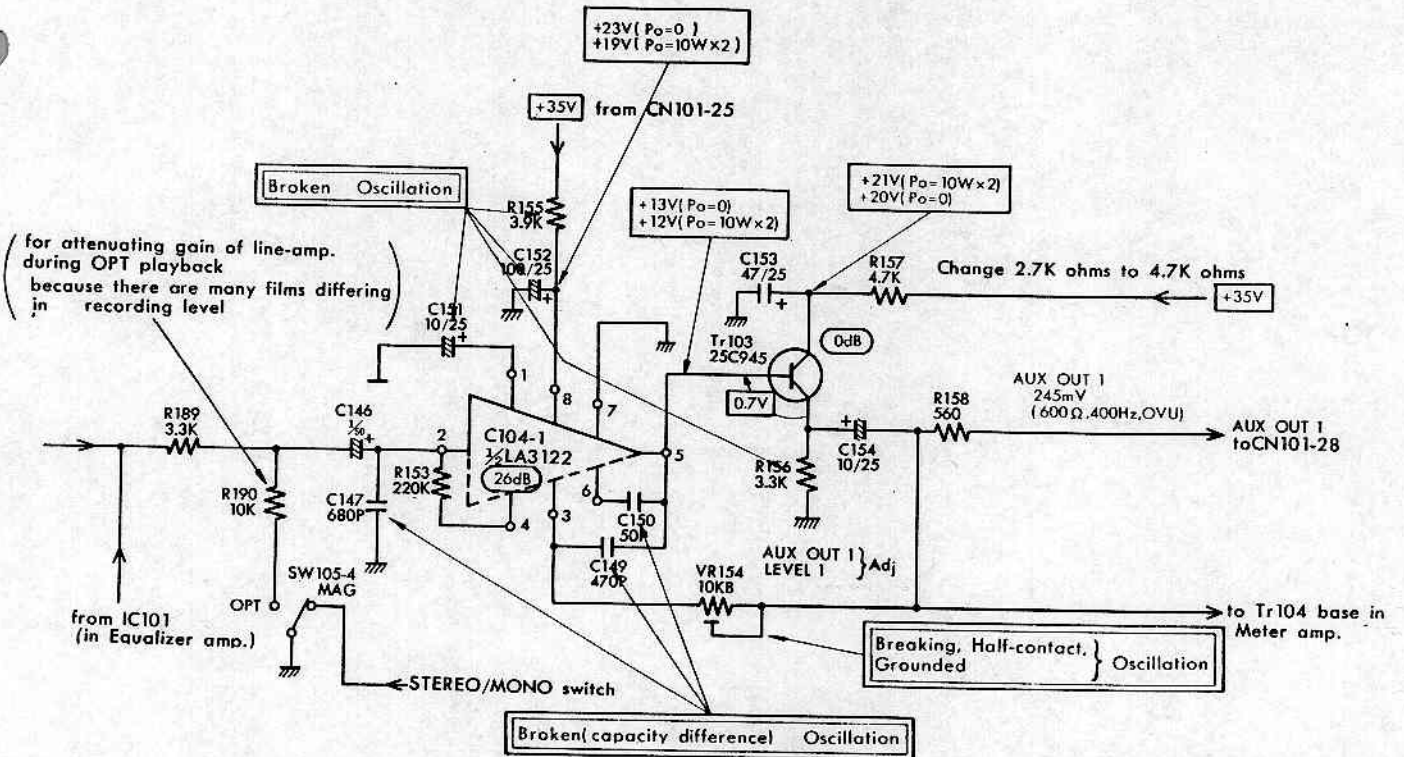 +23V( Po=0 )
+19V( Po=10W×2)
+35V from CN101-25
Broken Oscillation
R155
3.9K
+13V(Po=0)
+12V(Po=10W×2)
+21V(Po=10W×2)
+20V(Po=0)
for attenuating gain of line-amp.
during OPT playback
because there are many films differing
in recording level
C152
100/25
C153
47/25
R157
4.7K
Change 2.7K ohms to 4.7K ohms
+35V
C151
10/25
Tr103
25C945
0dB
1
8
7
0.7V
AUX OUT 1
245mV
(600Ω,400Hz,OVU)
R158
560
AUX OUT 1
toCN101-28
R189
3.3K
C146
1/50
+
2
C104-1
½LA3122
26dB
5
R153
220K
R156
3.3K
C154
10/25
R190
10K
C147
680P
4
3
6
C150
50P
C149
470P
AUX OUT 1
LEVEL 1
Adj
VR154
10KB
SW105-4
MAG
OPT
from IC101
(in Equalizer amp.)
to Tr104 base in
Meter amp.
Breaking, Half-contact,
Grounded
Oscillation
STEREO/MONO switch
Broken(capacity difference) Oscillation